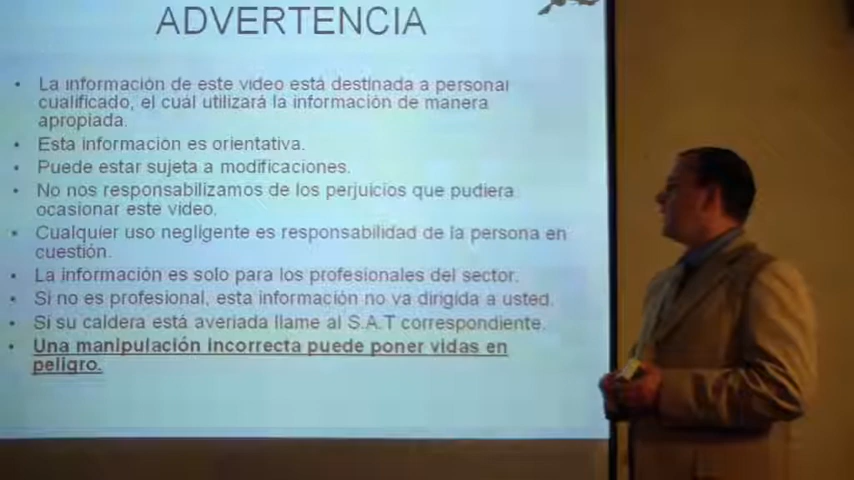 ADVERTENCIA
• La información de este video está destinada a personal
cualificado, el cuál utilizará la información de manera
apropiada.
• Esta información es orientativa.
• Puede estar sujeta a modificaciones.
• No nos responsabilizamos de los perjuicios que pudiera
ocasionar este video.
• Cualquier uso negligente es responsabilidad de la persona en
cuestión.
• La información es solo para los profesionales del sector.
• Si no es profesional, esta información no va dirigida a usted.
• Si su caldera está averiada llame al S.A.T correspondiente.
• Una manipulación incorrecta puede poner vidas en
peligro.